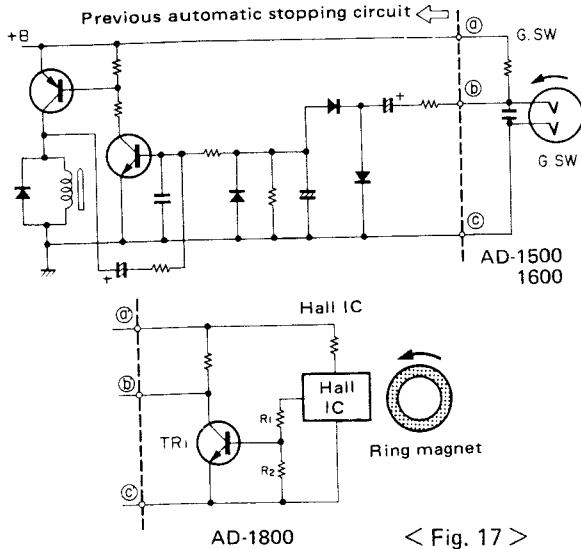 Previous automatic stopping circuit
+B
ⓐ
G.SW
ⓑ
+
G.SW
+
ⓒ
AD-1500
1600
Hall IC
ⓐ'
ⓑ'
Hall
IC
R1
TR1
R2
Ring magnet
ⓒ'
AD-1800
< Fig. 17 >